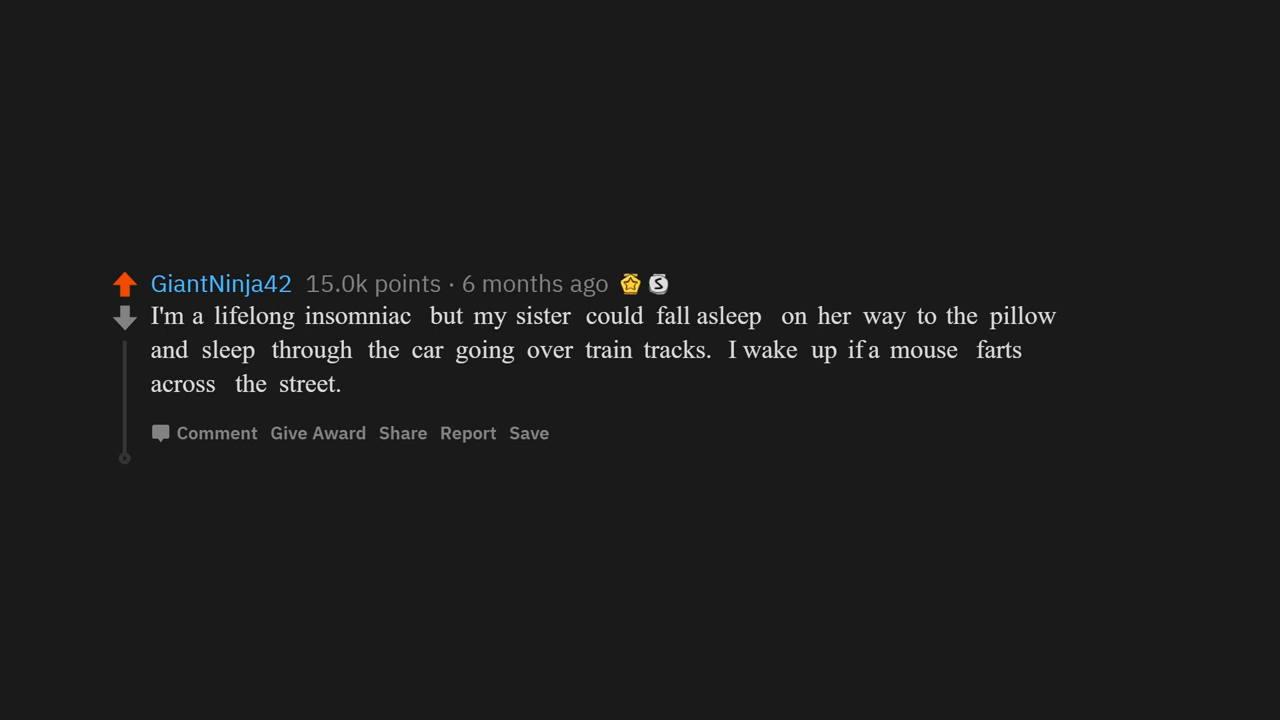 GiantNinja42 15.0k points · 6 months ago
I'm a lifelong insomniac but my sister could fall asleep on her way to the pillow
and sleep through the car going over train tracks. I wake up if a mouse farts
across the street.
Comment Give Award Share Report Save